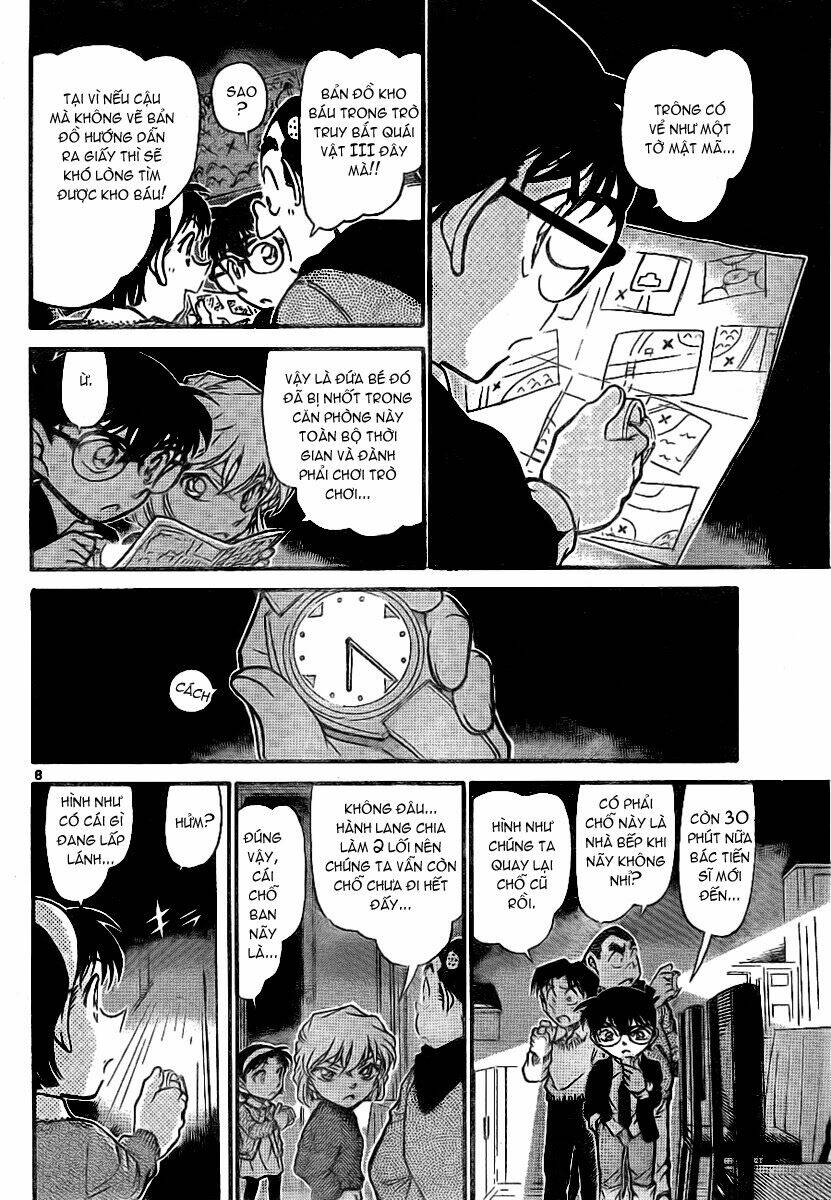 TRÔNG CÓ
VẺ NHƯ MỘT
TỜ MẬT MÃ...
BẢN ĐỒ KHO
BÁU TRONG TRÒ
TRUY BẮT QUÁI
VẬT III ĐÂY
MÀ!!
SAO
?
TẠI VÌ NẾU CẬU
MÀ KHÔNG VẼ BẢN
ĐỒ HƯỚNG DẪN
RA GIẤY THÌ SẼ
KHÓ LÒNG TÌM
ĐƯỢC KHO BÁU!
VẬY LÀ ĐỨA BÉ ĐÓ
ĐÃ BỊ NHỐT TRONG
CĂN PHÒNG NÀY
TOÀN BỘ THỜI
GIAN VÀ ĐÀNH
PHẢI CHƠI TRÒ
CHƠI...
Ừ.
CÁCH
6
CÒN 30
PHÚT NỮA
BÁC TIẾN
SĨ MỚI
ĐẾN...
CÓ PHẢI
CHỖ NÀY LÀ
NHÀ BẾP KHI
NÃY KHÔNG
NHỈ?
HÌNH NHƯ
CHÚNG TA
QUAY LẠI
CHỖ CŨ
RỒI.
KHÔNG ĐÂU...
HÀNH LANG CHIA
LÀM 2 LỐI NÊN
CHÚNG TA VẪN CÒN
CHỖ CHƯA ĐI HẾT
ĐẤY...
ĐÚNG
VẬY, CÁI
CHỖ
BAN
NÃY
LÀ...
HỬM?
HÌNH NHƯ
CÓ CÁI GÌ
ĐANG LẤP
LÁNH...